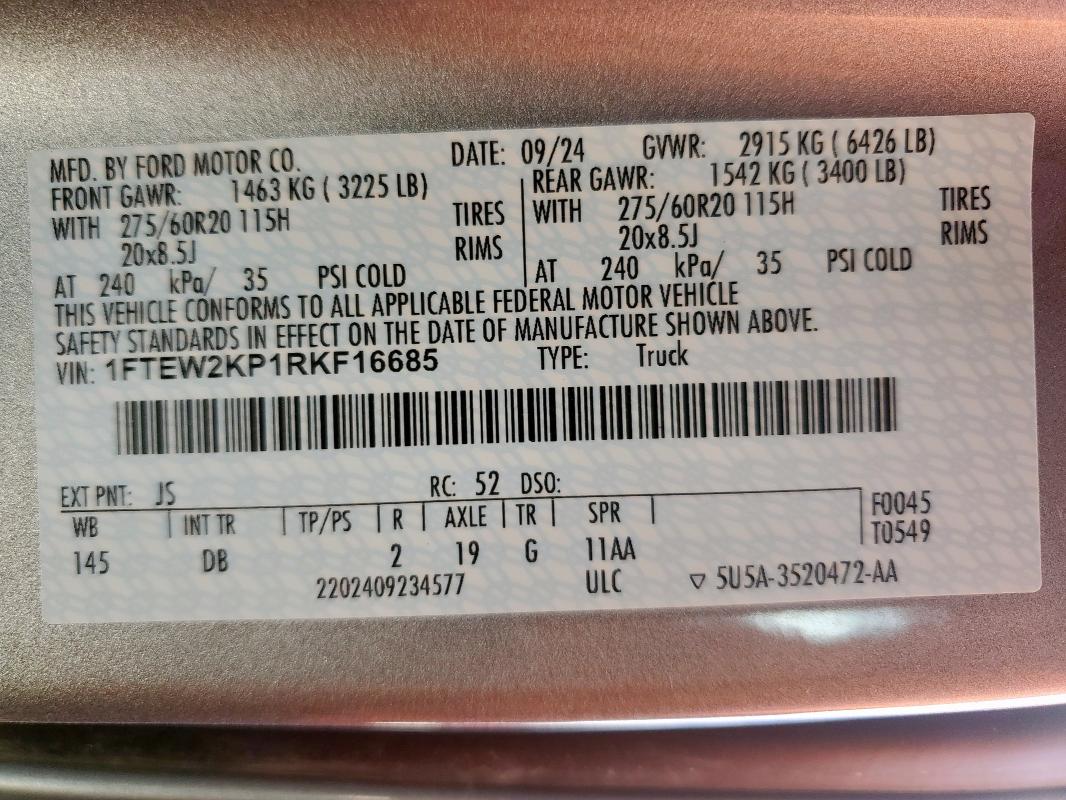 MFD. BY FORD MOTOR CO. DATE: 09/24 GVWR: 2915 KG ( 6426 LB)
FRONT GAWR: 1463 KG ( 3225 LB) REAR GAWR: 1542 KG ( 3400 LB)
WITH 275/60R20 115H TIRES WITH 275/60R20 115H TIRES
20x8.5J RIMS 20x8.5J RIMS
AT 240 kPa/ 35 PSI COLD AT 240 kPa/ 35 PSI COLD
THIS VEHICLE CONFORMS TO ALL APPLICABLE FEDERAL MOTOR VEHICLE
SAFETY STANDARDS IN EFFECT ON THE DATE OF MANUFACTURE SHOWN ABOVE.
VIN: 1FTEW2KP1RKF16685 TYPE: Truck
EXT PNT: JS RC: 52 DSO:
WB INT TR TP/PS R AXLE TR SPR F0045
T0549
145 DB 2 19 G 11AA
2202409234577 ULC ▽ 5U5A-3520472-AA